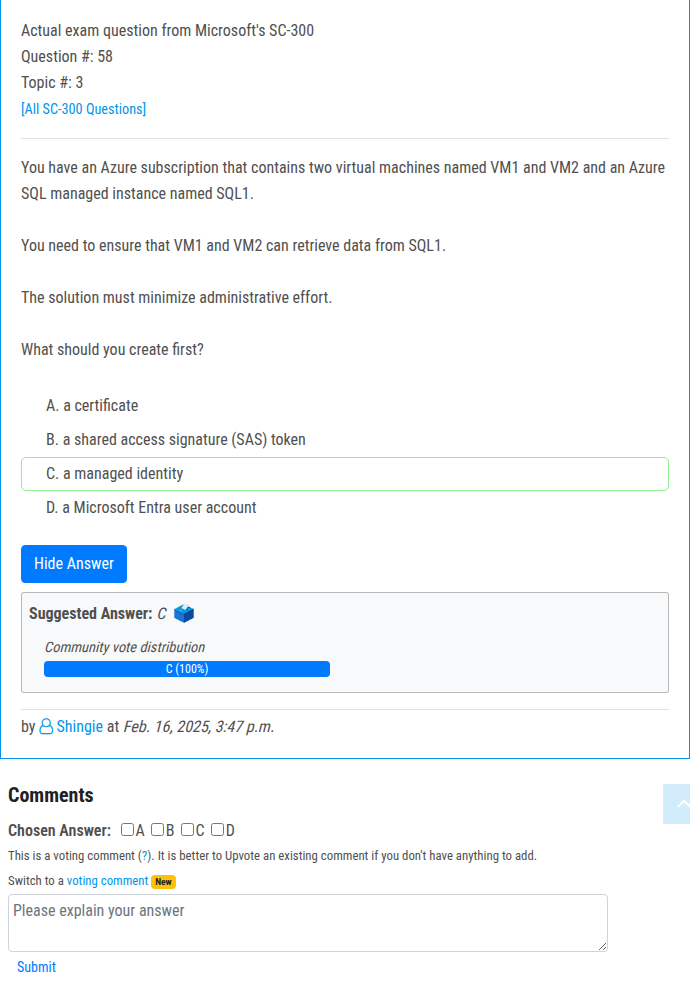 Actual exam question from Microsoft's SC-300
Question #: 58
Topic #: 3
[All SC-300 Questions]
You have an Azure subscription that contains two virtual machines named VM1 and VM2 and an Azure
SQL managed instance named SQL1.
You need to ensure that VM1 and VM2 can retrieve data from SQL1.
The solution must minimize administrative effort.
What should you create first?
A. a certificate
B. a shared access signature (SAS) token
C. a managed identity
D. a Microsoft Entra user account
Hide Answer
Suggested Answer: C
Community vote distribution
C (100%)
by Shingie at Feb. 16, 2025, 3:47 p.m.
Comments
Chosen Answer: A B C D
This is a voting comment (?). It is better to Upvote an existing comment if you don't have anything to add.
Switch to a voting comment New
Please explain your answer
Submit